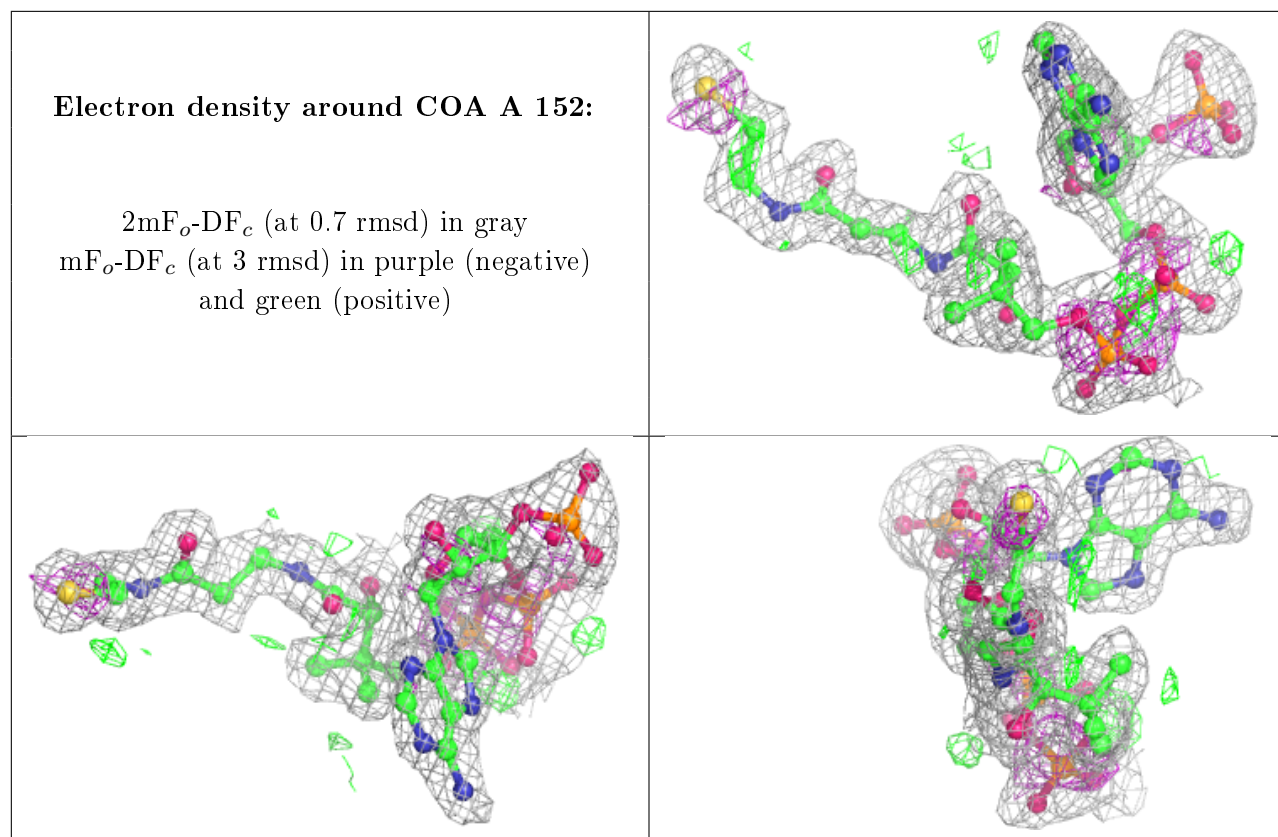 Electron density around COA A 152:
2mFₒ-DF𝒸 (at 0.7 rmsd) in gray
mFₒ-DF𝒸 (at 3 rmsd) in purple (negative)
and green (positive)